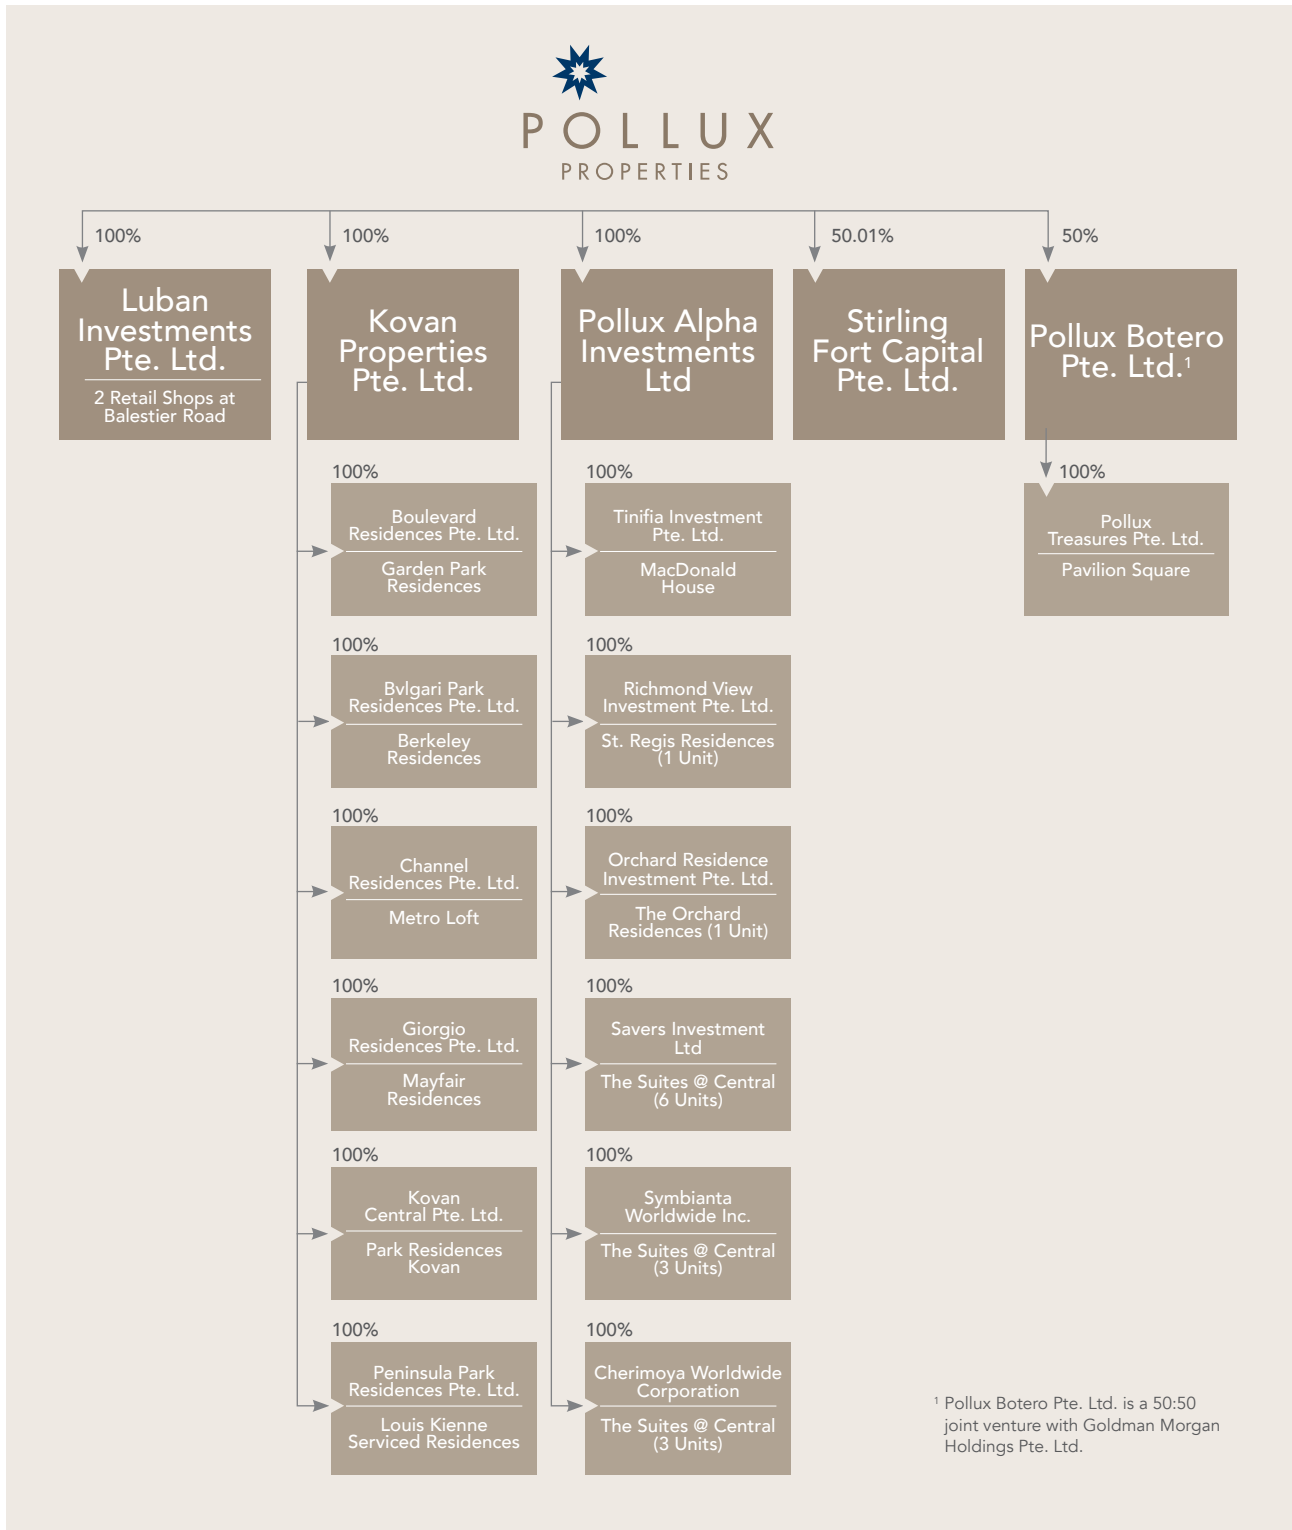 POLLUX
PROPERTIES
100%
100%
100%
50.01%
50%
Luban
Investments
Pte. Ltd.
2 Retail Shops at
Balestier Road
Kovan
Properties
Pte. Ltd.
Pollux Alpha
Investments
Ltd
Stirling
Fort Capital
Pte. Ltd.
Pollux Botero
Pte. Ltd.¹
100%
Boulevard
Residences Pte. Ltd.
Garden Park
Residences
100%
Bvlgari Park
Residences Pte. Ltd.
Berkeley
Residences
100%
Channel
Residences Pte. Ltd.
Metro Loft
100%
Giorgio
Residences Pte. Ltd.
Mayfair
Residences
100%
Kovan
Central Pte. Ltd.
Park Residences
Kovan
100%
Peninsula Park
Residences Pte. Ltd.
Louis Kienne
Serviced Residences
100%
Tinifia Investment
Pte. Ltd.
MacDonald
House
100%
Richmond View
Investment Pte. Ltd.
St. Regis Residences
(1 Unit)
100%
Orchard Residence
Investment Pte. Ltd.
The Orchard
Residences (1 Unit)
100%
Savers Investment
Ltd
The Suites @ Central
(6 Units)
100%
Symbianta
Worldwide Inc.
The Suites @ Central
(3 Units)
100%
Cherimoya Worldwide
Corporation
The Suites @ Central
(3 Units)
100%
Pollux
Treasures Pte. Ltd.
Pavilion Square
¹ Pollux Botero Pte. Ltd. is a 50:50
joint venture with Goldman Morgan
Holdings Pte. Ltd.